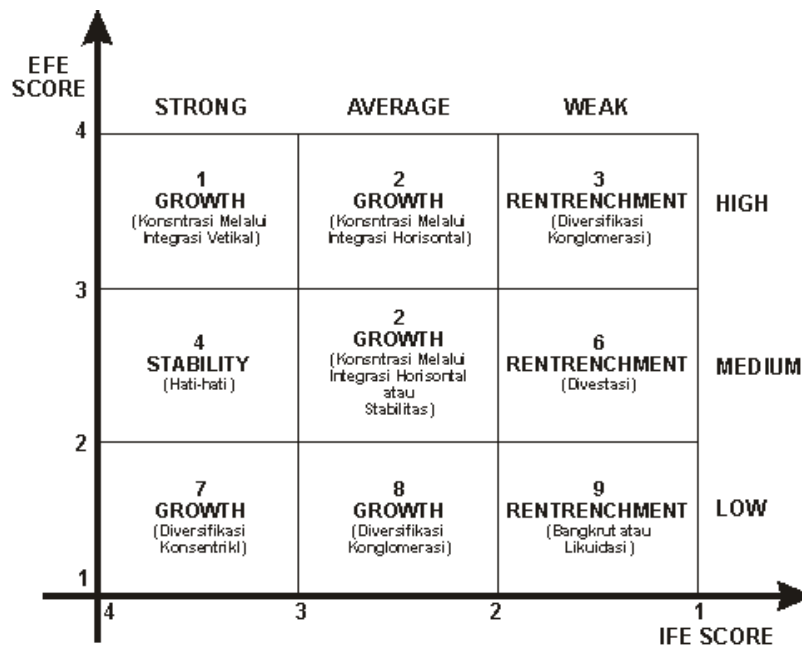 EFE
SCORE
STRONG
AVERAGE
WEAK
4
1
GROWTH
(Konsntrasi Melalui
Integrasi Vetikal)
2
GROWTH
(Konsntrasi Melalui
Integrasi Horisontal)
3
RENTRENCHMENT
(Diversifikasi
Konglomerasi)
HIGH
3
4
STABILITY
(Hati-hati)
2
GROWTH
(Konsntrasi Melalui
Integrasi Horisontal
atau
Stabilitas)
6
RENTRENCHMENT
(Divestasi)
MEDIUM
2
7
GROWTH
(Diversifikasi
Konsentrikl)
8
GROWTH
(Diversifikasi
Konglomerasi)
9
RENTRENCHMENT
(Bangkrut atau
Likuidasi)
LOW
1
4
3
2
1
IFE SCORE